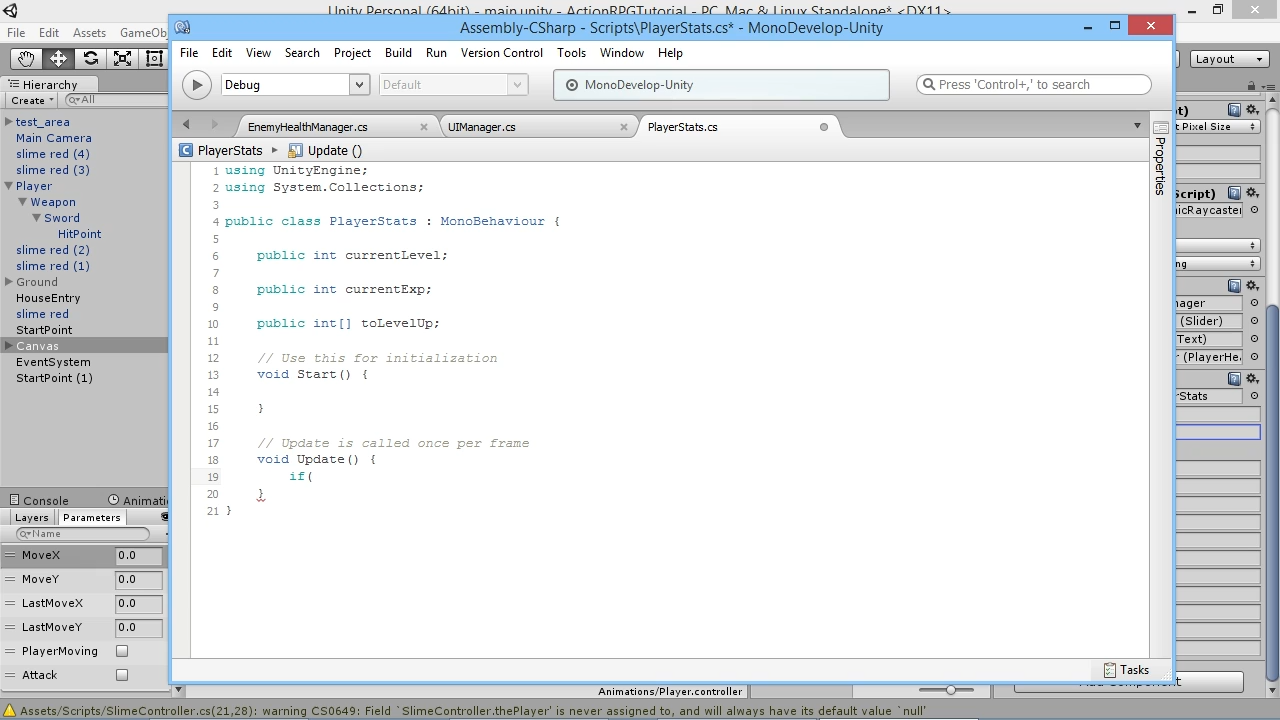 Unity Personal (64bit) - main.unity - ActionRPGTutorial - PC, Mac & Linux Standalone* <DX11>
File Edit Assets GameObj
Layout
Assembly-CSharp - Scripts\PlayerStats.cs* - MonoDevelop-Unity
File Edit View Search Project Build Run Version Control Tools Window Help
Debug Default MonoDevelop-Unity Press 'Control+,' to search
EnemyHealthManager.cs UIManager.cs PlayerStats.cs
PlayerStats Update ()
Properties
1 using UnityEngine;
2 using System.Collections;
3
4 public class PlayerStats : MonoBehaviour {
5
6 public int currentLevel;
7
8 public int currentExp;
9
10 public int[] toLevelUp;
11
12 // Use this for initialization
13 void Start() {
14
15 }
16
17 // Update is called once per frame
18 void Update() {
19 if(
20 }
21 }
Tasks
Hierarchy
Create All
test_area
Main Camera
slime red (4)
slime red (3)
Player
Weapon
Sword
HitPoint
slime red (2)
slime red (1)
Ground
HouseEntry
slime red
StartPoint
Canvas
EventSystem
StartPoint (1)
Console Animati
Layers Parameters
Name
MoveX 0.0
MoveY 0.0
LastMoveX 0.0
LastMoveY 0.0
PlayerMoving
Attack
t)
t Pixel Size
Script)
nicRaycaster
ng
nager
(Slider)
Text)
r (PlayerHe
rStats
Add Component
Animations/Player.controller
Assets/Scripts/SlimeController.cs(21,28): warning CS0649: Field `SlimeController.thePlayer' is never assigned to, and will always have its default value `null'